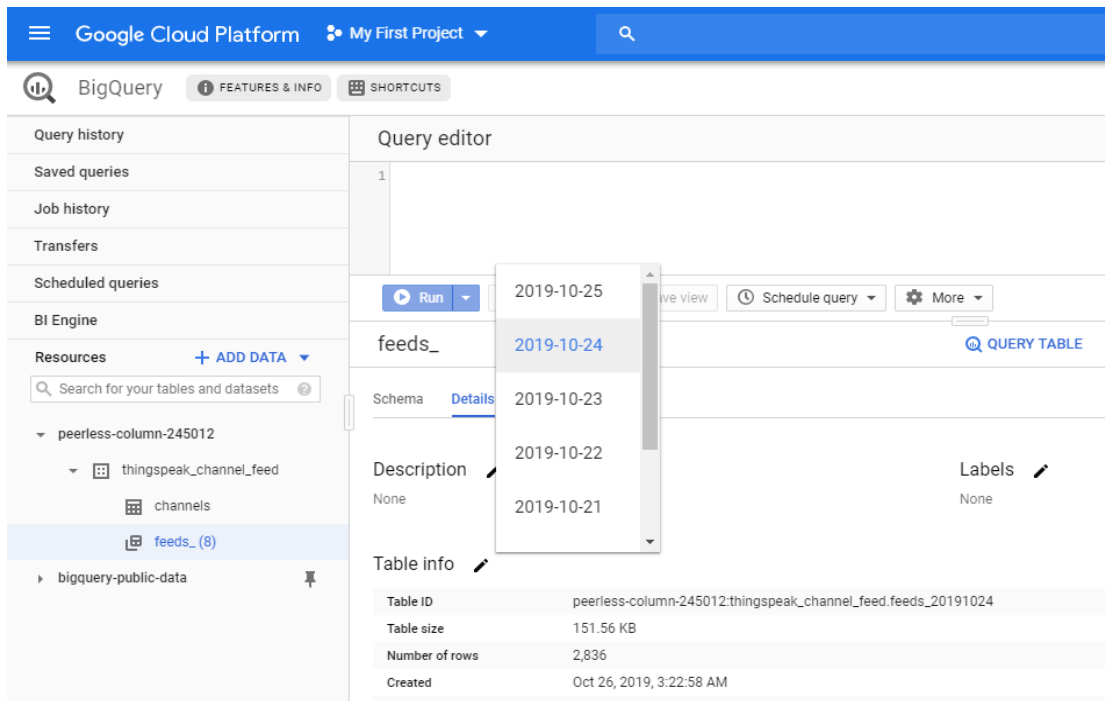 Google Cloud Platform My First Project
BigQuery FEATURES & INFO SHORTCUTS
Query history
Saved queries
Job history
Transfers
Scheduled queries
BI Engine
Resources ADD DATA
Search for your tables and datasets
peerless-column-245012
thingspeak_channel_feed
channels
feeds_ (8)
bigquery-public-data
Query editor
1
Run view Schedule query More
2019-10-25
2019-10-24
2019-10-23
2019-10-22
2019-10-21
feeds_ QUERY TABLE
Schema Details
Description Labels
None None
Table info
Table ID peerless-column-245012:thingspeak_channel_feed.feeds_20191024
Table size 151.56 KB
Number of rows 2,836
Created Oct 26, 2019, 3:22:58 AM